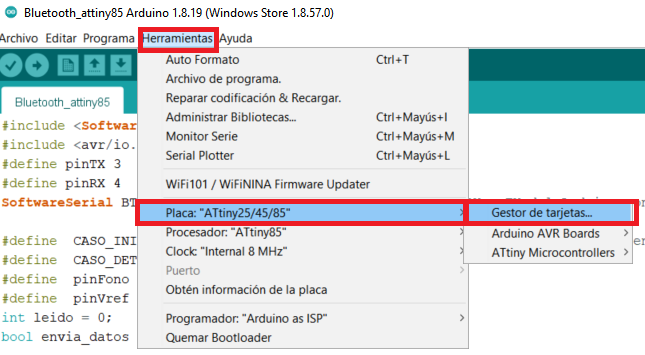 Bluetooth_attiny85 Arduino 1.8.19 (Windows Store 1.8.57.0)
Archivo Editar Programa Herramientas Ayuda
Auto Formato Ctrl+T
Archivo de programa.
Reparar codificación & Recargar.
Administrar Bibliotecas... Ctrl+Mayús+I
Monitor Serie Ctrl+Mayús+M
Serial Plotter Ctrl+Mayús+L
WiFi101 / WiFiNINA Firmware Updater
Placa: "ATtiny25/45/85"
Procesador: "ATtiny85"
Clock: "Internal 8 MHz"
Puerto
Obtén información de la placa
Programador: "Arduino as ISP"
Quemar Bootloader
Gestor de tarjetas...
Arduino AVR Boards
ATtiny Microcontrollers
Bluetooth_attiny85
#include <Softwar
#include <avr/io.
#define pinTX 3
#define pinRX 4
SoftwareSerial BT
#define CASO_INI
#define CASO_DET
#define pinFono
#define pinVref
int leido = 0;
bool envia_datos